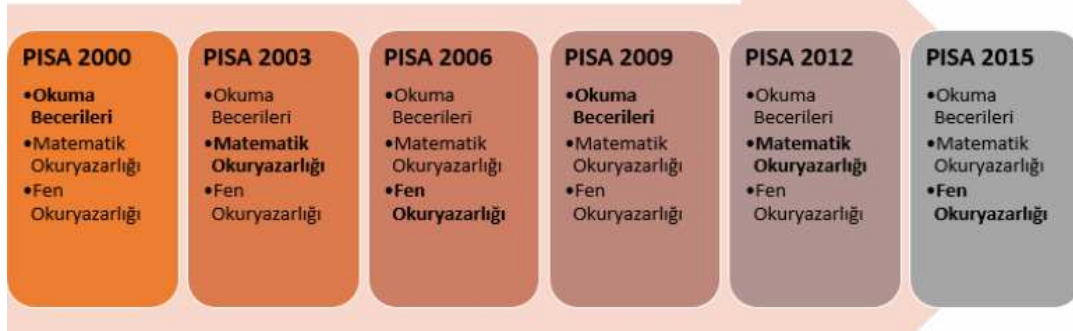 PISA 2000
•Okuma
Becerileri
•Matematik
Okuryazarlığı
•Fen
Okuryazarlığı
PISA 2003
•Okuma
Becerileri
•Matematik
Okuryazarlığı
•Fen
Okuryazarlığı
PISA 2006
•Okuma
Becerileri
•Matematik
Okuryazarlığı
•Fen
Okuryazarlığı
PISA 2009
•Okuma
Becerileri
•Matematik
Okuryazarlığı
•Fen
Okuryazarlığı
PISA 2012
•Okuma
Becerileri
•Matematik
Okuryazarlığı
•Fen
Okuryazarlığı
PISA 2015
•Okuma
Becerileri
•Matematik
Okuryazarlığı
•Fen
Okuryazarlığı